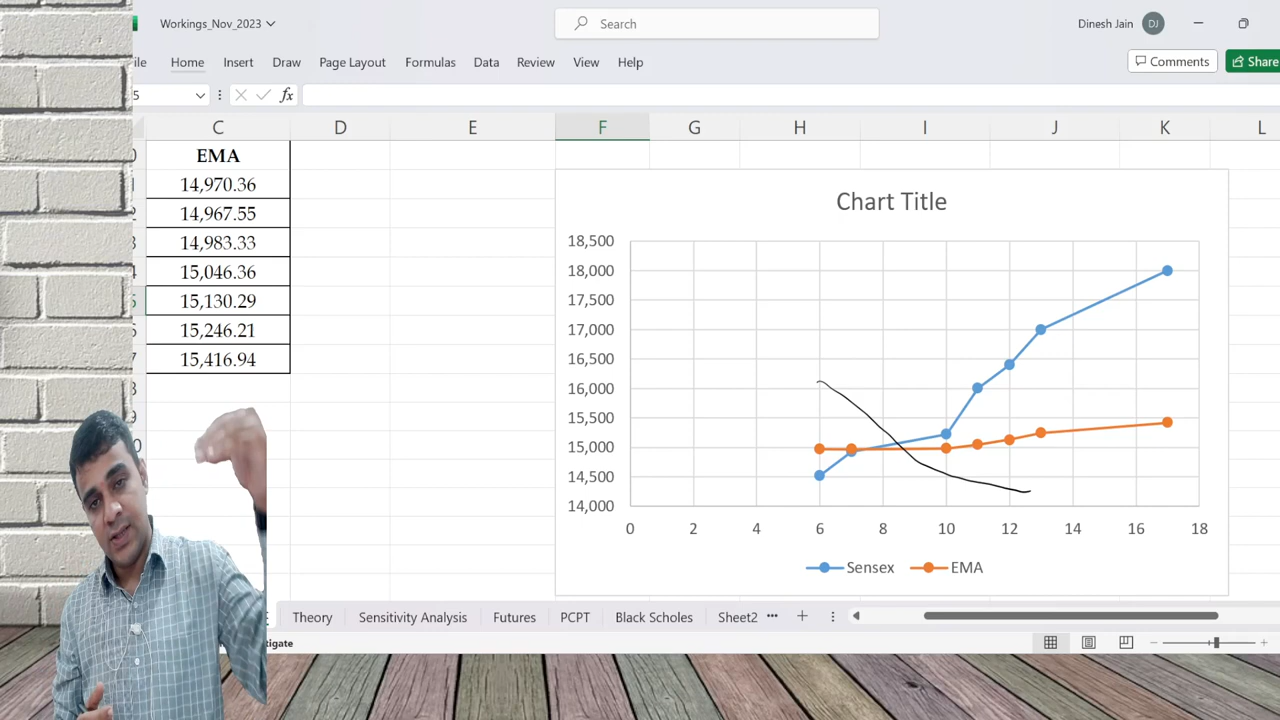 Workings_Nov_2023
Search
Dinesh Jain DJ
Home Insert Draw Page Layout Formulas Data Review View Help
Comments Share
fx
C D E F G H I J K L
EMA
14,970.36
14,967.55
14,983.33
15,046.36
15,130.29
15,246.21
15,416.94
Chart Title
18,500
18,000
17,500
17,000
16,500
16,000
15,500
15,000
14,500
14,000
0 2 4 6 8 10 12 14 16 18
Sensex EMA
Theory Sensitivity Analysis Futures PCPT Black Scholes Sheet2